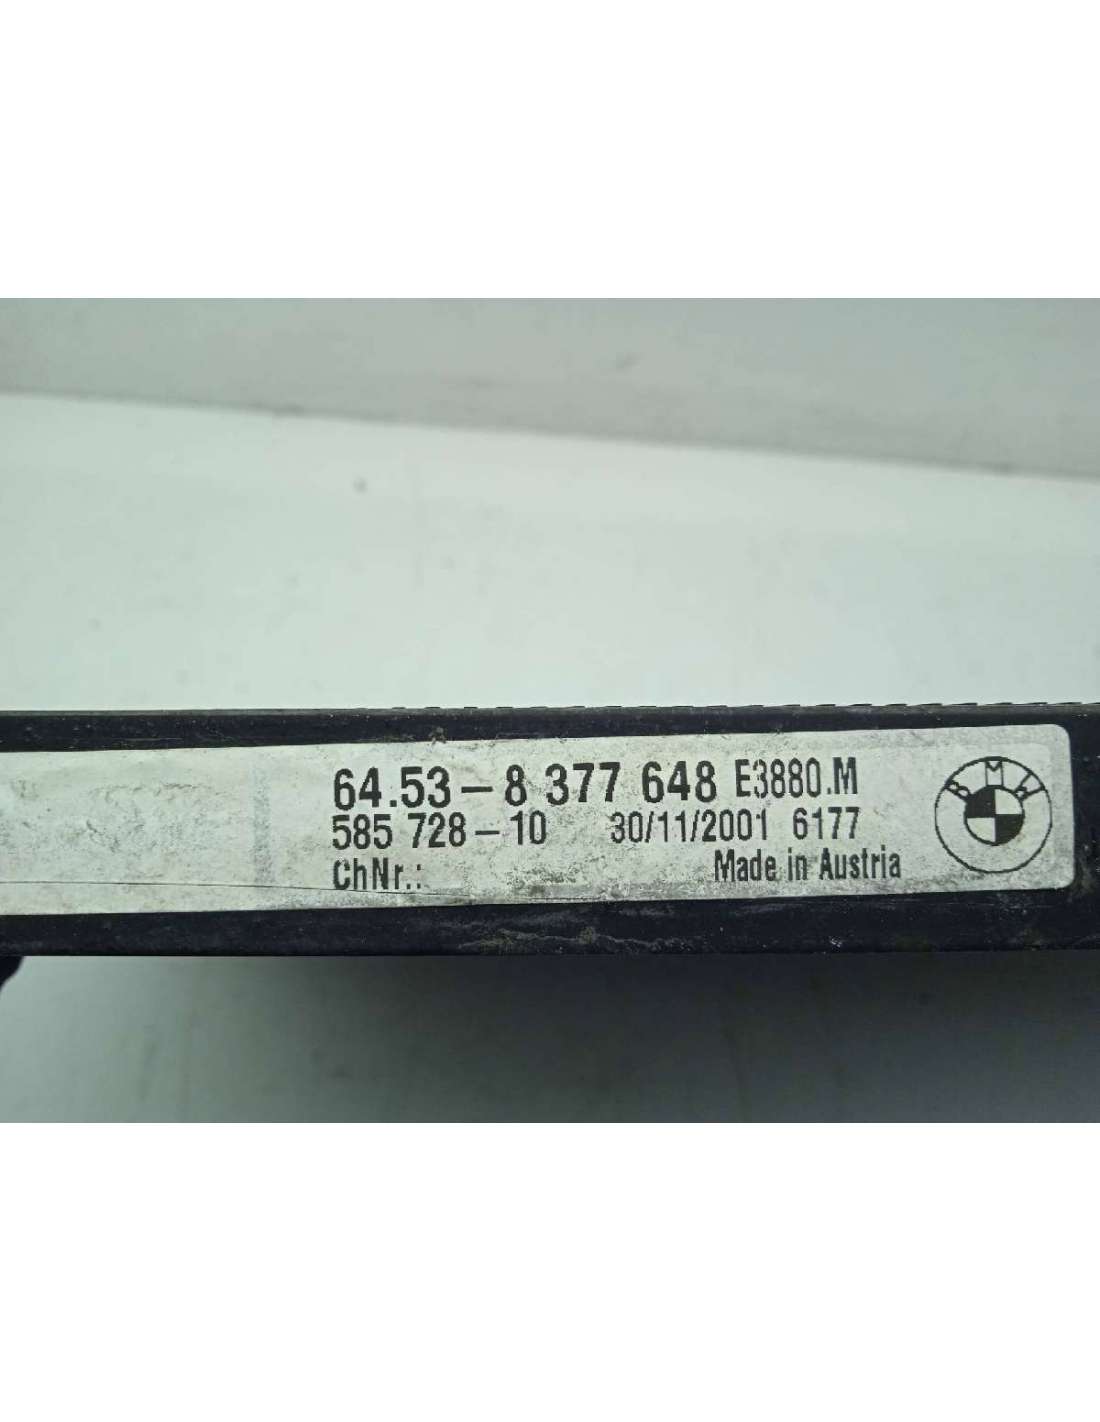 64.53-8 377 648 E3880.M
585 728-10 30/11/2001 6177
ChNr.:
Made in Austria
BMW